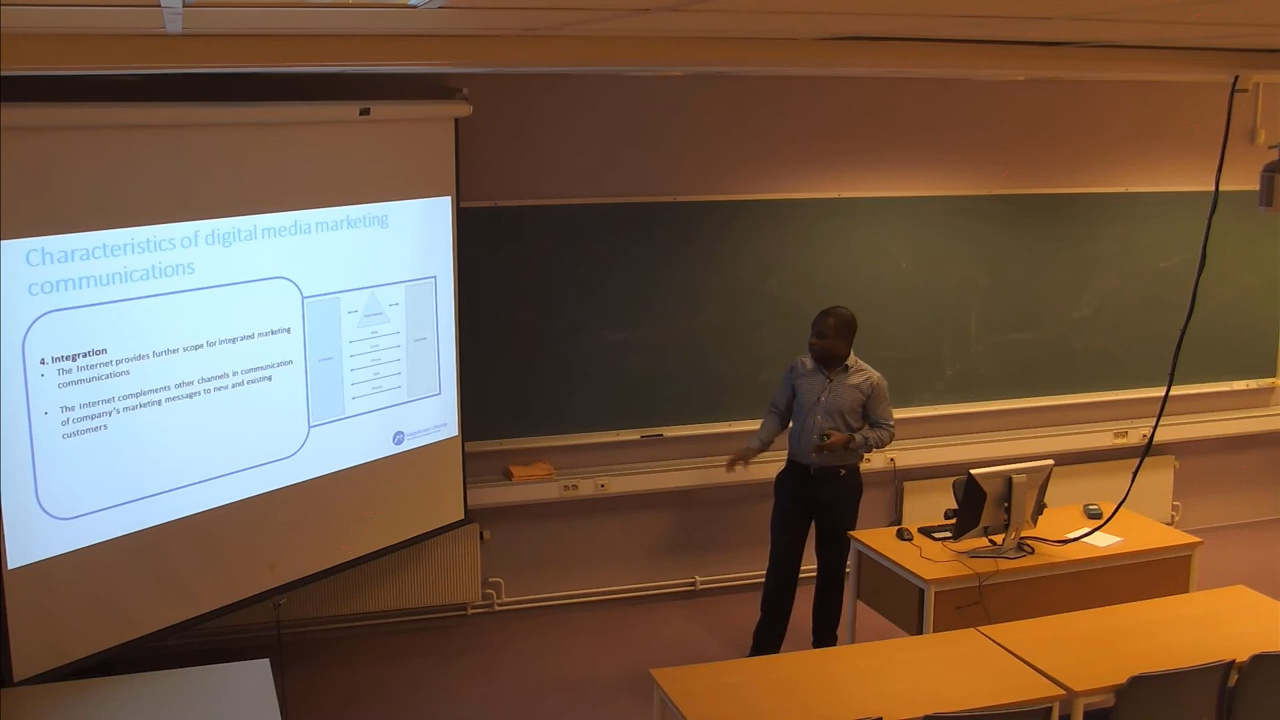 Characteristics of digital media marketing
communications
4. Integration
• The Internet provides further scope for integrated marketing
communications
• The Internet complements other channels in communication
of company's marketing messages to new and existing
customers